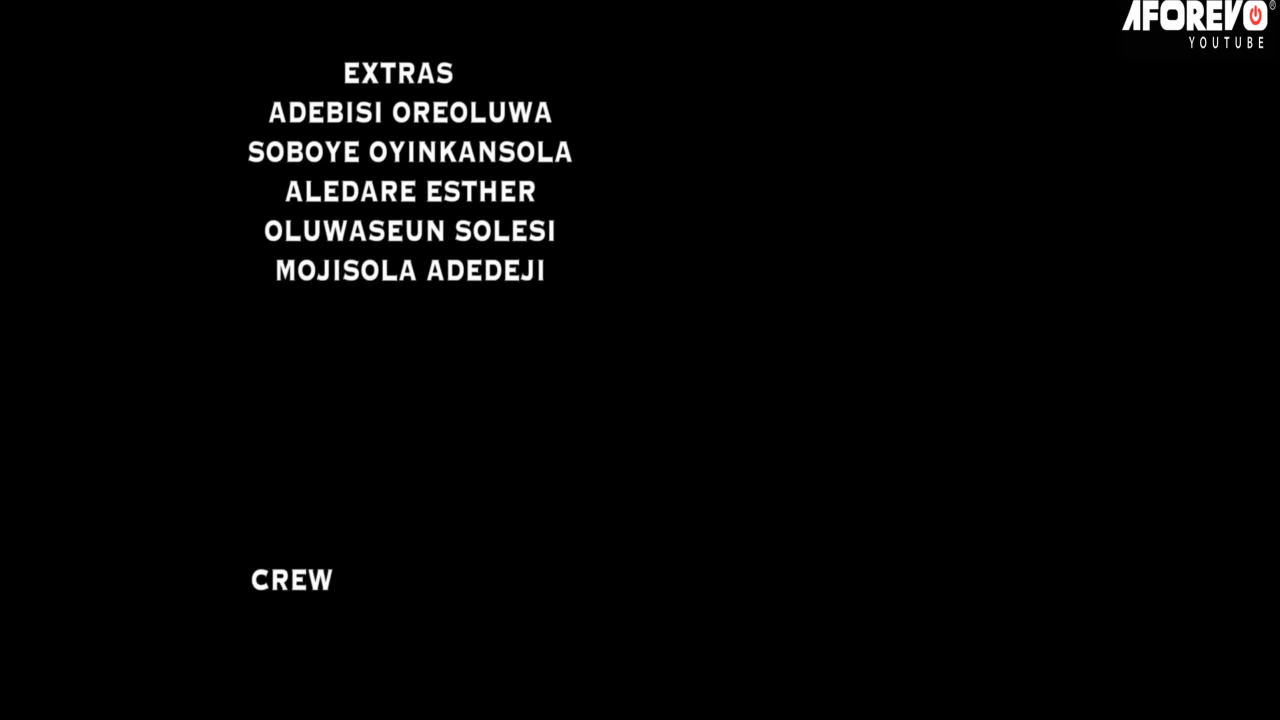 AFOREVO®
YOUTUBE
EXTRAS
ADEBISI OREOLUWA
SOBOYE OYINKANSOLA
ALEDARE ESTHER
OLUWASEUN SOLESI
MOJISOLA ADEDEJI
CREW